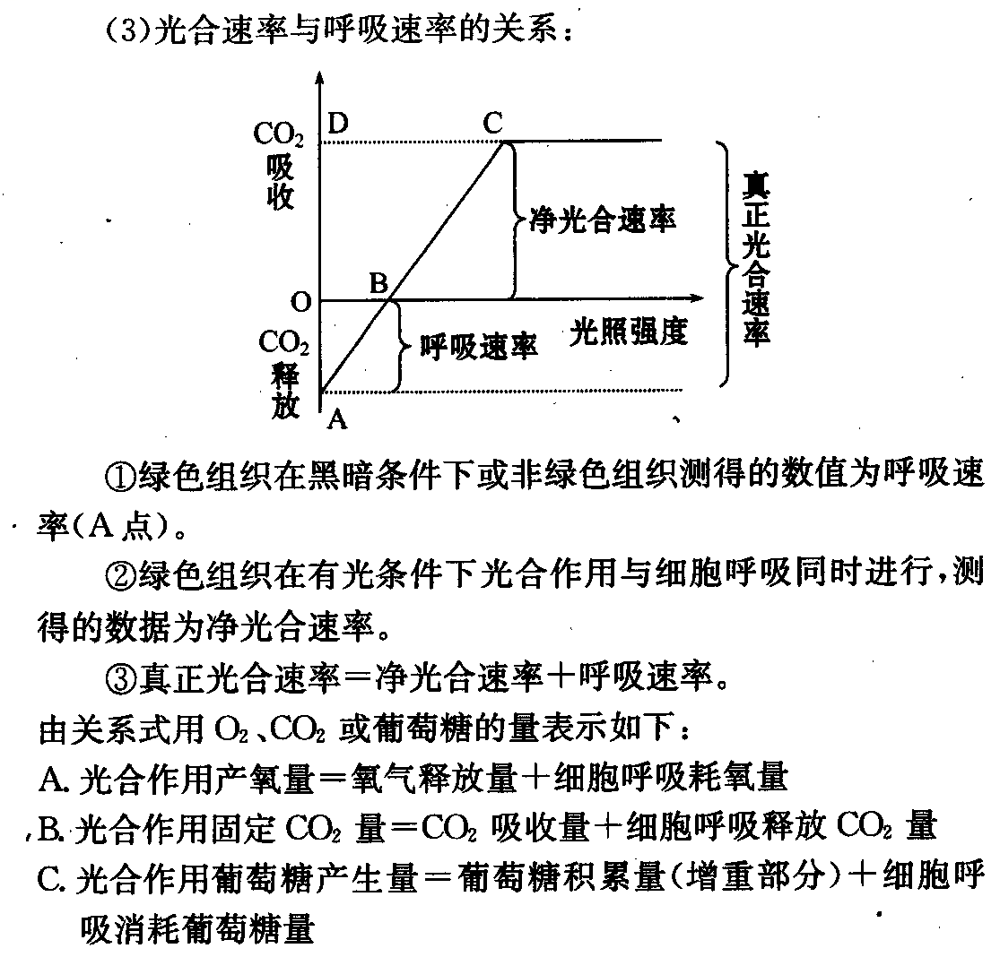 (3)光合速率与呼吸速率的关系：
D
C
CO₂
吸
收
净光合速率
真正光合速率
B
O
光照强度
CO₂
释
放
呼吸速率
A
①绿色组织在黑暗条件下或非绿色组织测得的数值为呼吸速
率(A 点)。
②绿色组织在有光条件下光合作用与细胞呼吸同时进行,测
得的数据为净光合速率。
③真正光合速率＝净光合速率＋呼吸速率。
由关系式用 O₂、CO₂ 或葡萄糖的量表示如下：
A. 光合作用产氧量＝氧气释放量＋细胞呼吸耗氧量
B. 光合作用固定 CO₂ 量＝CO₂ 吸收量＋细胞呼吸释放 CO₂ 量
C. 光合作用葡萄糖产生量＝葡萄糖积累量(增重部分)＋细胞呼
吸消耗葡萄糖量